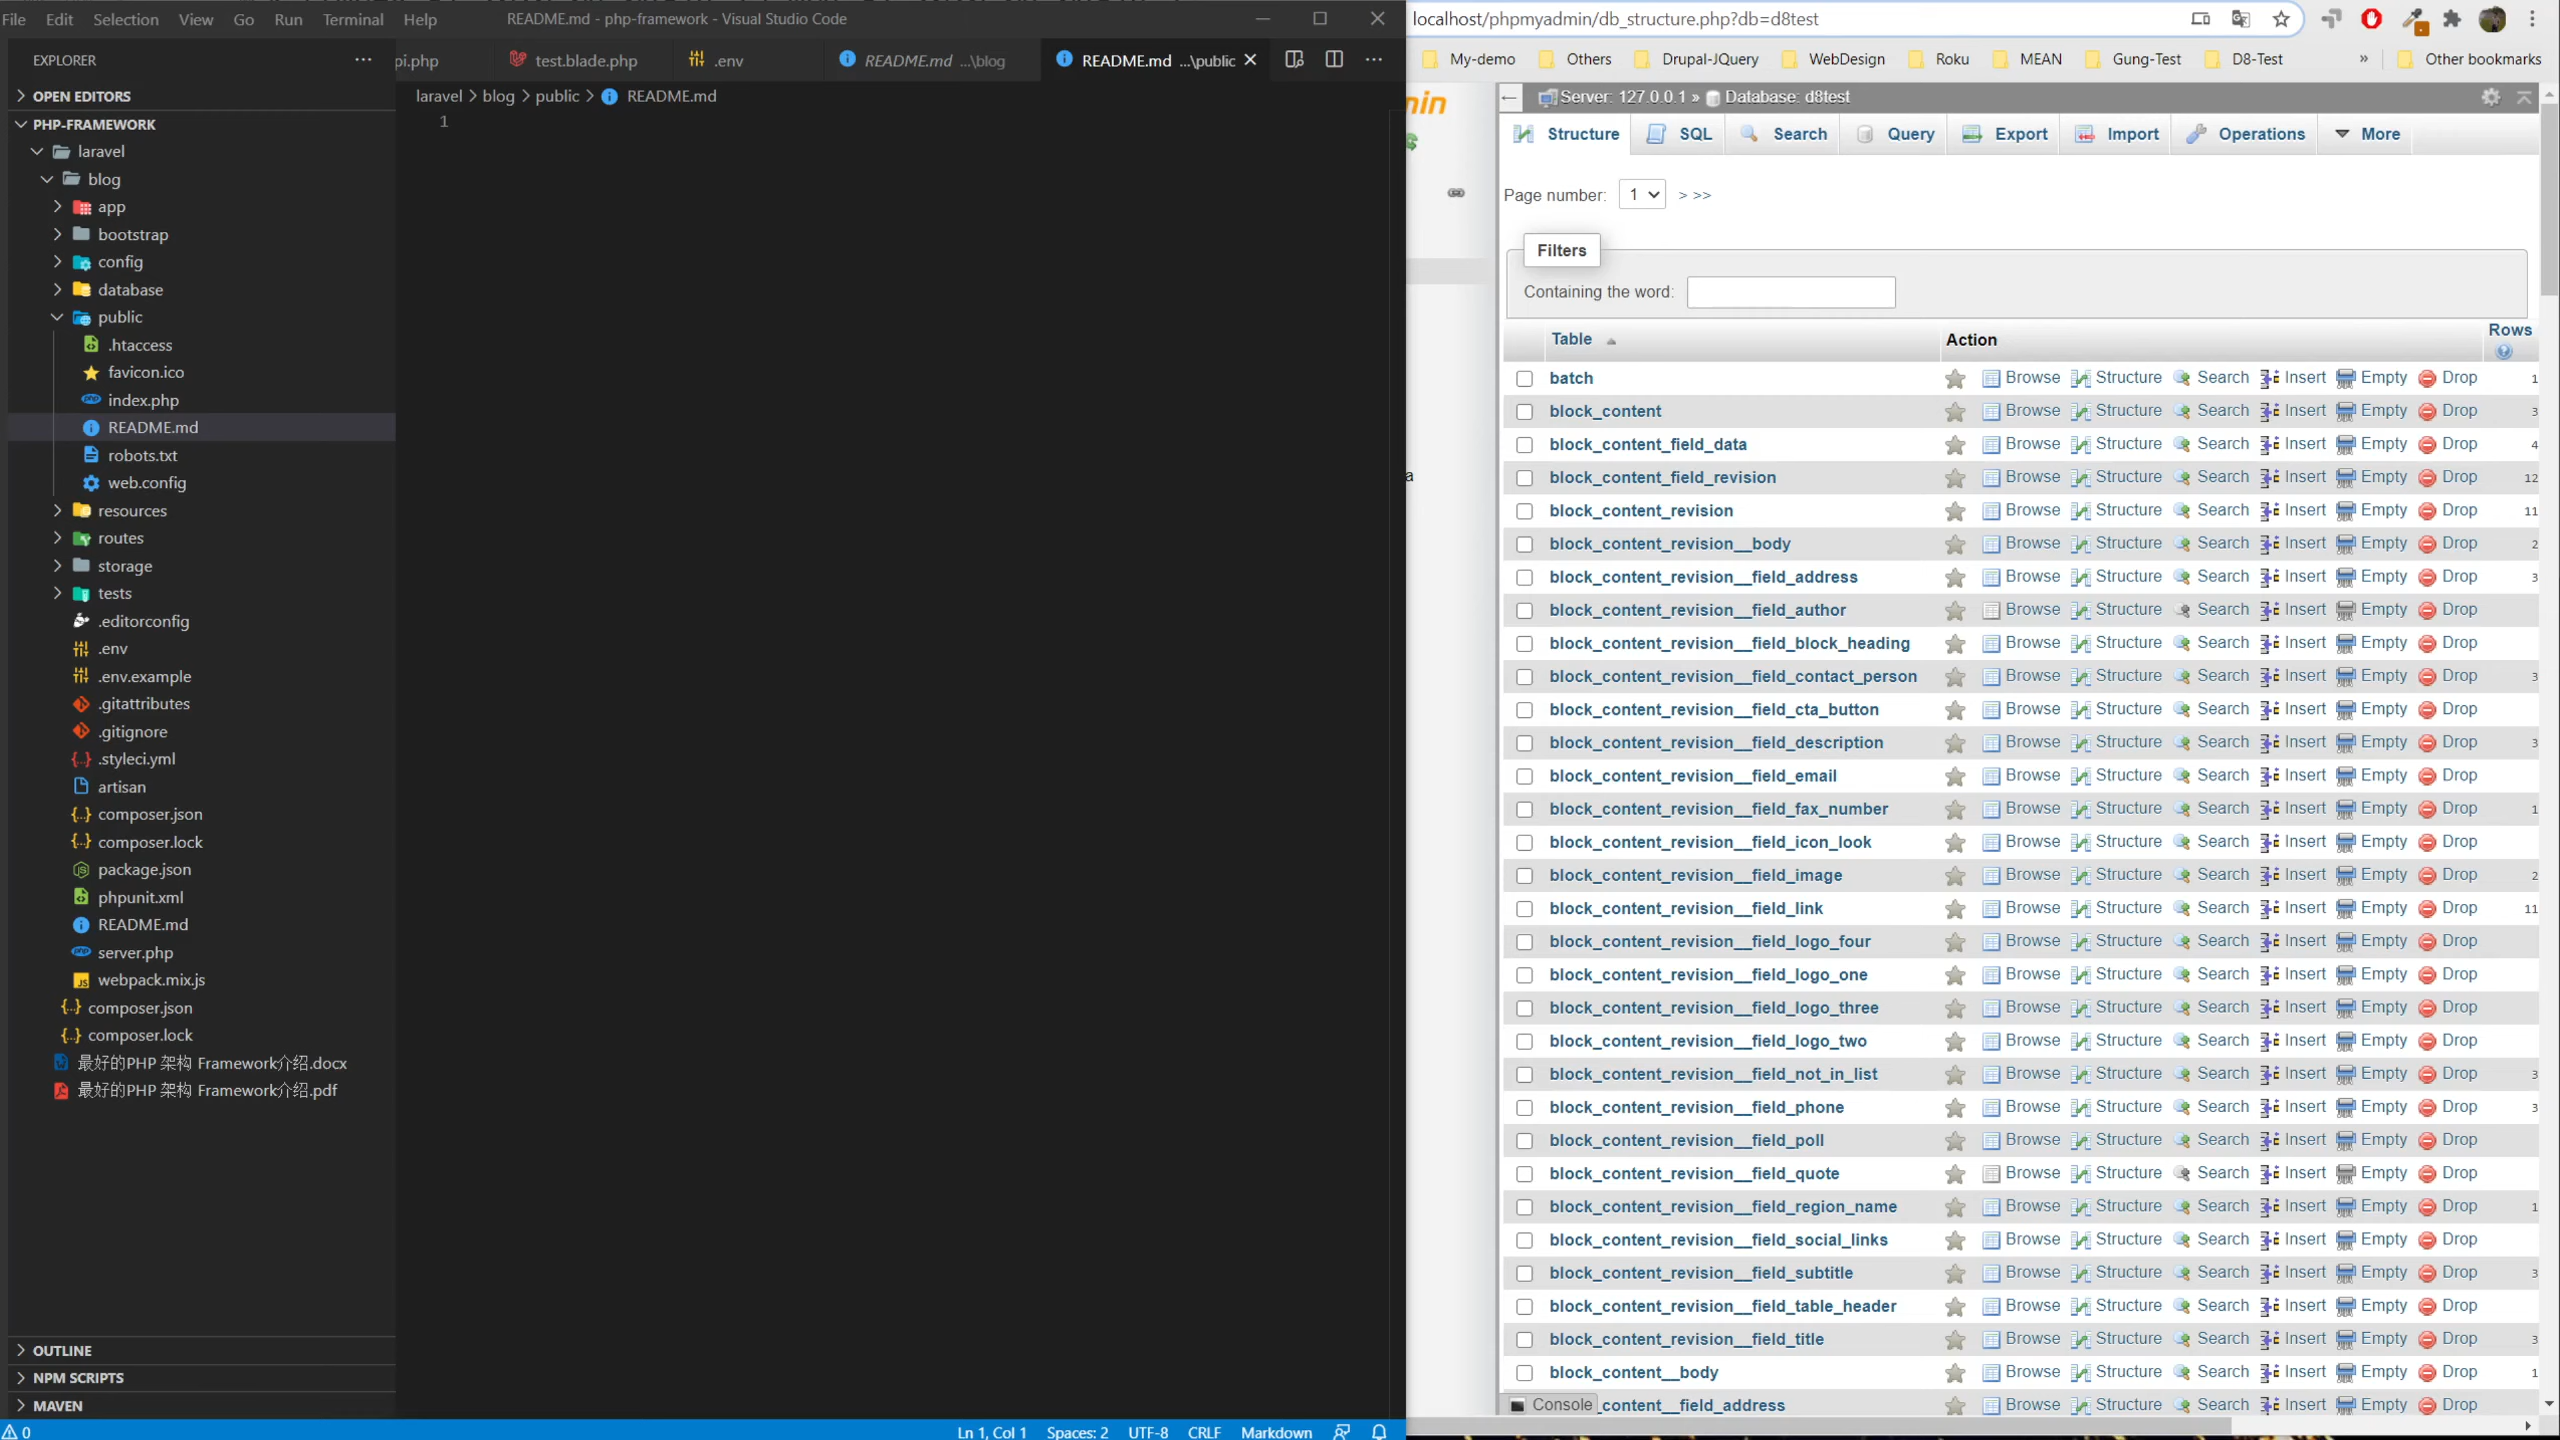 File Edit Selection View Go Run Terminal Help README.md - php-framework - Visual Studio Code
EXPLORER
pi.php test.blade.php .env README.md ...\blog README.md ...\public
OPEN EDITORS
laravel > blog > public > README.md
PHP-FRAMEWORK
1
laravel
blog
app
bootstrap
config
database
public
.htaccess
favicon.ico
index.php
README.md
robots.txt
web.config
resources
routes
storage
tests
.editorconfig
.env
.env.example
.gitattributes
.gitignore
.styleci.yml
artisan
composer.json
composer.lock
package.json
phpunit.xml
README.md
server.php
webpack.mix.js
composer.json
composer.lock
最好的PHP 架构 Framework介绍.docx
最好的PHP 架构 Framework介绍.pdf
OUTLINE
NPM SCRIPTS
MAVEN
0 Ln 1, Col 1 Spaces: 2 UTF-8 CRLF Markdown
localhost/phpmyadmin/db_structure.php?db=d8test
My-demo Others Drupal-JQuery WebDesign Roku MEAN Gung-Test D8-Test » Other bookmarks
min
a
Server: 127.0.0.1 » Database: d8test
Structure SQL Search Query Export Import Operations More
Page number: 1 > >>
Filters
Containing the word:
Table Action Rows
batch Browse Structure Search Insert Empty Drop 1
block_content Browse Structure Search Insert Empty Drop 3
block_content_field_data Browse Structure Search Insert Empty Drop 4
block_content_field_revision Browse Structure Search Insert Empty Drop 12
block_content_revision Browse Structure Search Insert Empty Drop 11
block_content_revision__body Browse Structure Search Insert Empty Drop 2
block_content_revision__field_address Browse Structure Search Insert Empty Drop 3
block_content_revision__field_author Browse Structure Search Insert Empty Drop
block_content_revision__field_block_heading Browse Structure Search Insert Empty Drop
block_content_revision__field_contact_person Browse Structure Search Insert Empty Drop 3
block_content_revision__field_cta_button Browse Structure Search Insert Empty Drop
block_content_revision__field_description Browse Structure Search Insert Empty Drop 3
block_content_revision__field_email Browse Structure Search Insert Empty Drop
block_content_revision__field_fax_number Browse Structure Search Insert Empty Drop 1
block_content_revision__field_icon_look Browse Structure Search Insert Empty Drop
block_content_revision__field_image Browse Structure Search Insert Empty Drop 2
block_content_revision__field_link Browse Structure Search Insert Empty Drop 11
block_content_revision__field_logo_four Browse Structure Search Insert Empty Drop
block_content_revision__field_logo_one Browse Structure Search Insert Empty Drop
block_content_revision__field_logo_three Browse Structure Search Insert Empty Drop
block_content_revision__field_logo_two Browse Structure Search Insert Empty Drop
block_content_revision__field_not_in_list Browse Structure Search Insert Empty Drop 3
block_content_revision__field_phone Browse Structure Search Insert Empty Drop 3
block_content_revision__field_poll Browse Structure Search Insert Empty Drop
block_content_revision__field_quote Browse Structure Search Insert Empty Drop
block_content_revision__field_region_name Browse Structure Search Insert Empty Drop 1
block_content_revision__field_social_links Browse Structure Search Insert Empty Drop
block_content_revision__field_subtitle Browse Structure Search Insert Empty Drop 3
block_content_revision__field_table_header Browse Structure Search Insert Empty Drop
block_content_revision__field_title Browse Structure Search Insert Empty Drop 3
block_content__body Browse Structure Search Insert Empty Drop 1
Console _content__field_address Browse Structure Search Insert Empty Drop